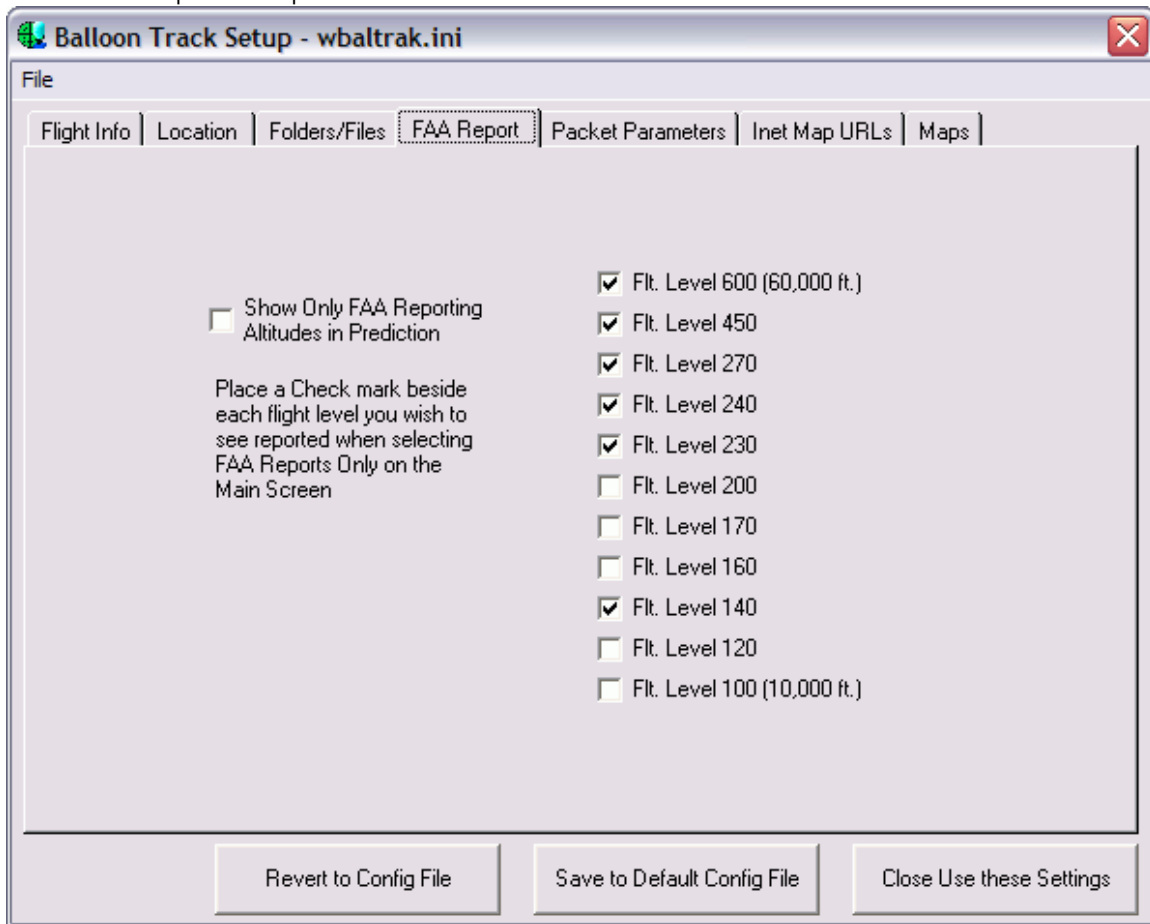 Balloon Track Setup - wbaltrak.ini
File
Flight Info
Location
Folders/Files
FAA Report
Packet Parameters
Inet Map URLs
Maps
Show Only FAA Reporting
Altitudes in Prediction
Place a Check mark beside
each flight level you wish to
see reported when selecting
FAA Reports Only on the
Main Screen
Flt. Level 600 (60,000 ft.)
Flt. Level 450
Flt. Level 270
Flt. Level 240
Flt. Level 230
Flt. Level 200
Flt. Level 170
Flt. Level 160
Flt. Level 140
Flt. Level 120
Flt. Level 100 (10,000 ft.)
Revert to Config File
Save to Default Config File
Close Use these Settings